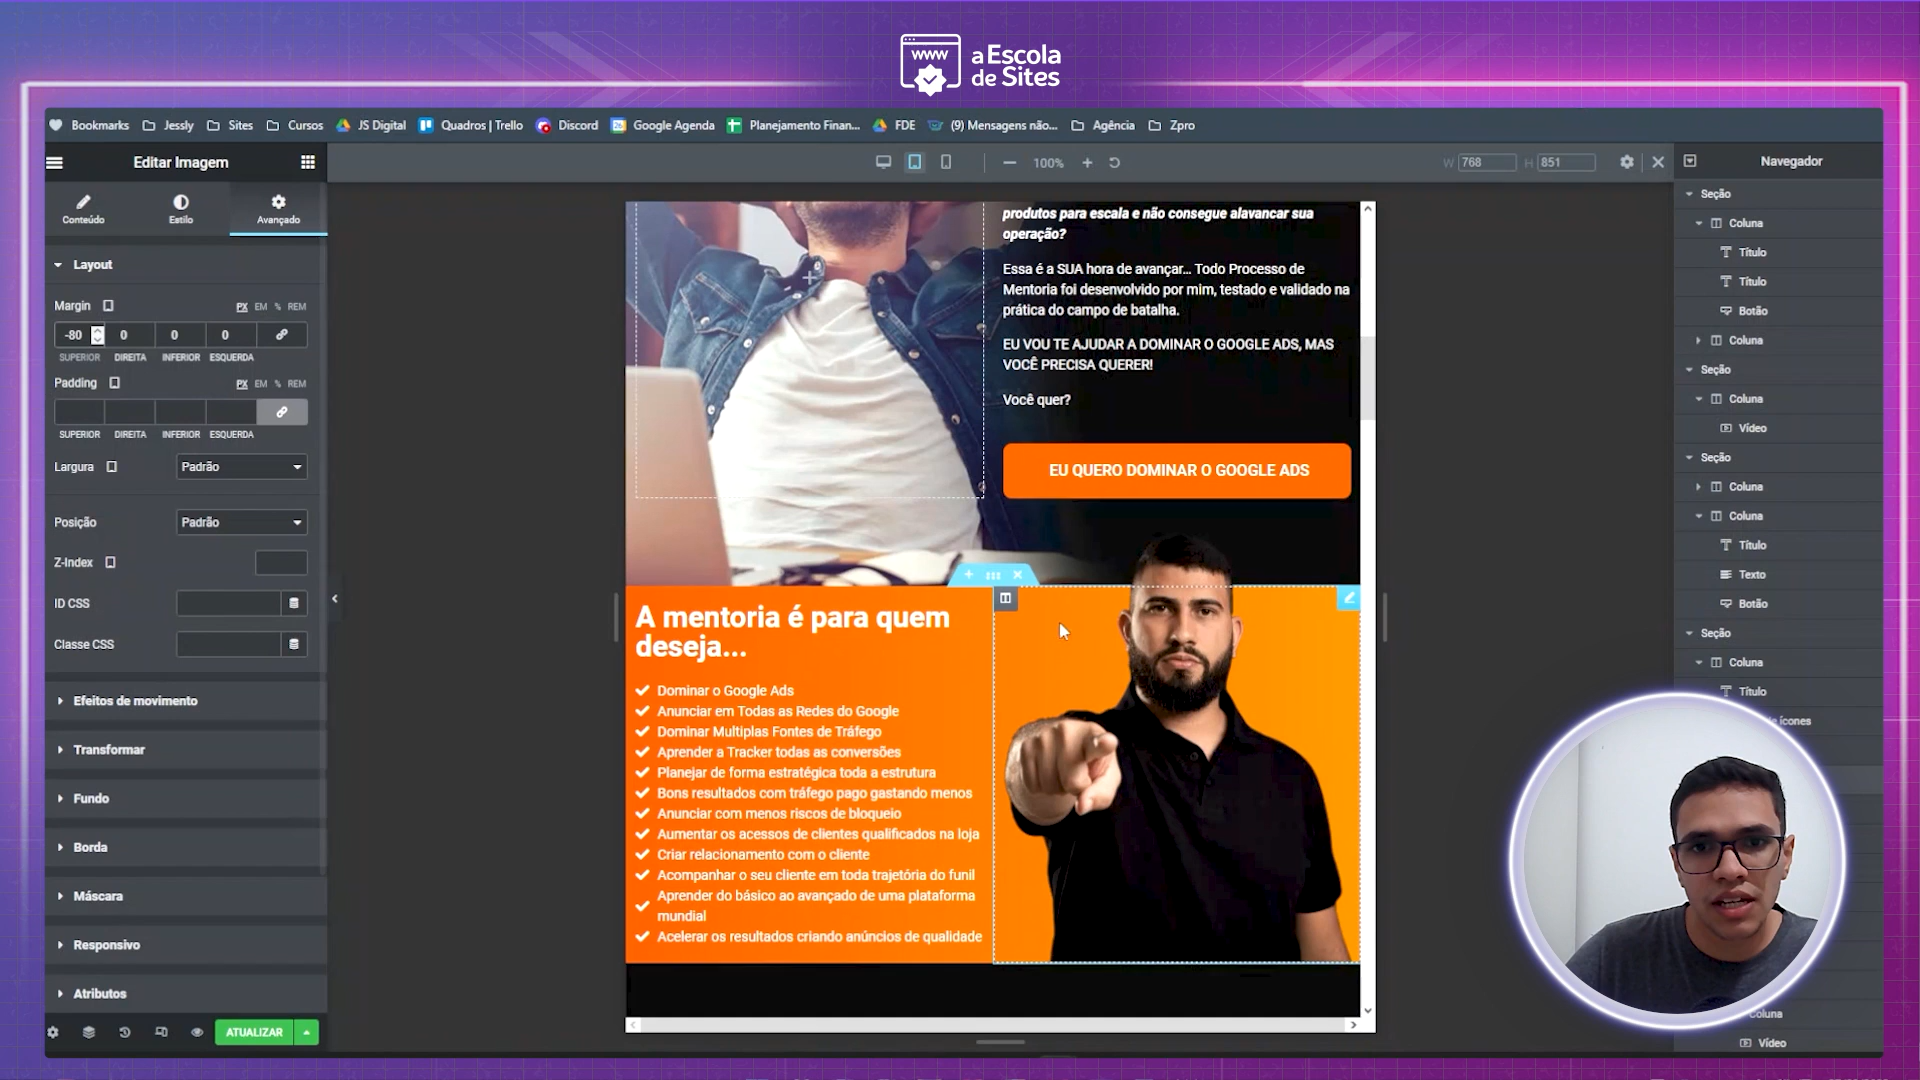 www
a Escola
de Sites
Bookmarks Jessly Sites Cursos JS Digital Quadros | Trello Discord Google Agenda Planejamento Finan... FDE (9) Mensagens não... Agência Zpro
Editar Imagem
100%
W 768 H 851
Navegador
Conteúdo Estilo Avançado
Layout
Margin PX EM % REM
-80 0 0 0
SUPERIOR DIREITA INFERIOR ESQUERDA
Padding PX EM % REM
SUPERIOR DIREITA INFERIOR ESQUERDA
Largura Padrão
Posição Padrão
Z-Index
ID CSS
Classe CSS
Efeitos de movimento
Transformar
Fundo
Borda
Máscara
Responsivo
Atributos
ATUALIZAR
produtos para escala e não consegue alavancar sua
operação?
Essa é a SUA hora de avançar... Todo Processo de
Mentoria foi desenvolvido por mim, testado e validado na
prática do campo de batalha.
EU VOU TE AJUDAR A DOMINAR O GOOGLE ADS, MAS
VOCÊ PRECISA QUERER!
Você quer?
EU QUERO DOMINAR O GOOGLE ADS
A mentoria é para quem
deseja...
Dominar o Google Ads
Anunciar em Todas as Redes do Google
Dominar Multiplas Fontes de Tráfego
Aprender a Tracker todas as conversões
Planejar de forma estratégica toda a estrutura
Bons resultados com tráfego pago gastando menos
Anunciar com menos riscos de bloqueio
Aumentar os acessos de clientes qualificados na loja
Criar relacionamento com o cliente
Acompanhar o seu cliente em toda trajetória do funil
Aprender do básico ao avançado de uma plataforma
mundial
Acelerar os resultados criando anúncios de qualidade
Seção
Coluna
Título
Título
Botão
Coluna
Seção
Coluna
Vídeo
Seção
Coluna
Coluna
Título
Texto
Botão
Seção
Coluna
Título
ícones
Coluna
Vídeo